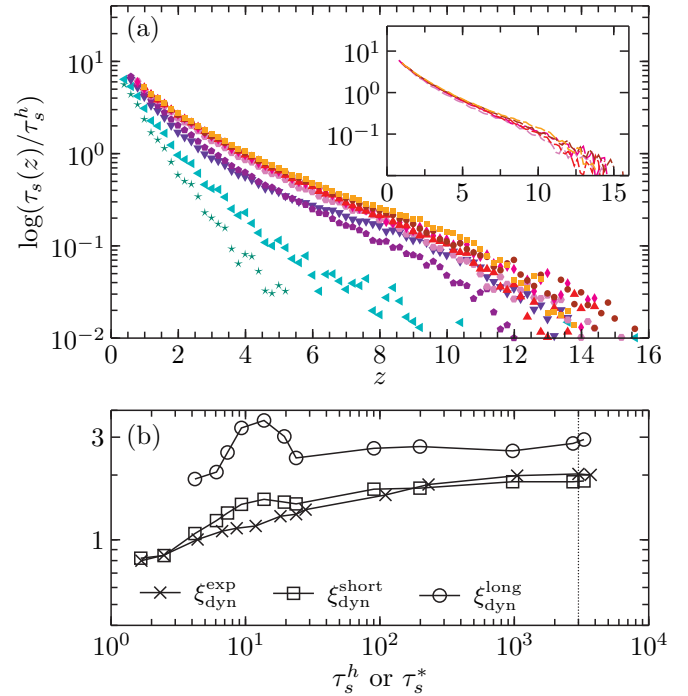 (a)
log(τ_s(z)/τ_s^h)
10^1
10^0
10^−1
10^−2
0 2 4 6 8 10 12 14 16
z
10^1
10^0
10^−1
0 5 10 15
(b)
3
1
ξ_dyn^exp ξ_dyn^short ξ_dyn^long
10^0 10^1 10^2 10^3 10^4
τ_s^h or τ_s^*